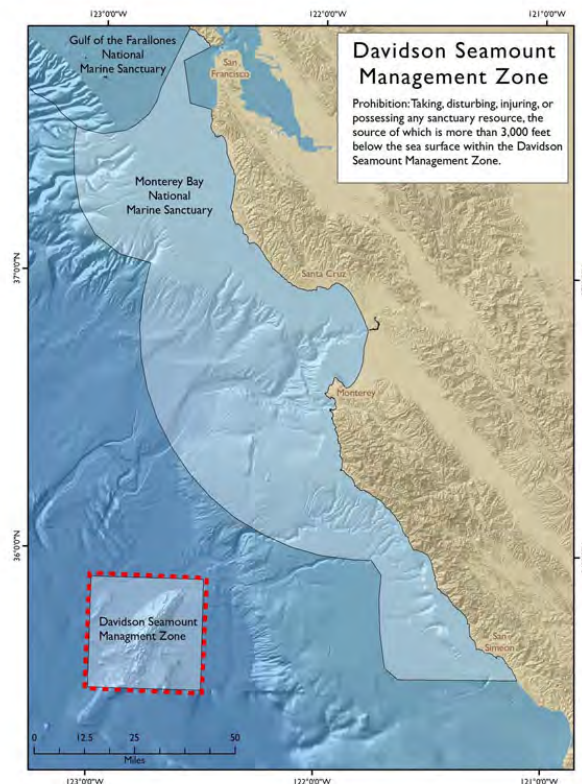 123°0'0"W
122°0'0"W
121°0'0"W
Gulf of the Farallones
National
Marine Sanctuary
San
Francisco
Davidson Seamount
Management Zone
Prohibition: Taking, disturbing, injuring, or
possessing any sanctuary resource, the
source of which is more than 3,000 feet
below the sea surface within the Davidson
Seamount Management Zone.
Monterey Bay
National
Marine Sanctuary
37°0'0"N
Santa Cruz
Monterey
36°0'0"N
Davidson Seamount
Managment Zone
San
Simeon
0 12.5 25 50
Miles
123°0'0"W
122°0'0"W
121°0'0"W